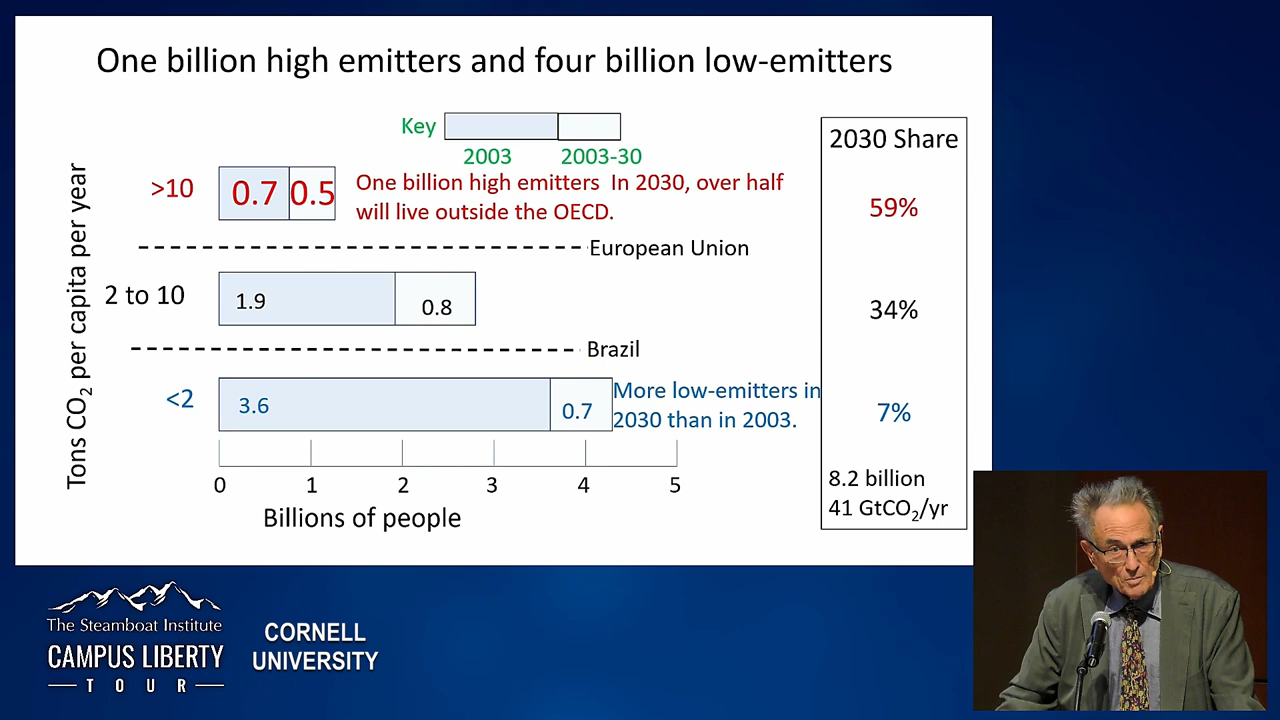 One billion high emitters and four billion low-emitters
Key
2003
2003-30
Tons CO₂ per capita per year
>10
0.7
0.5
One billion high emitters In 2030, over half
will live outside the OECD.
European Union
2 to 10
1.9
0.8
Brazil
<2
3.6
0.7
More low-emitters in
2030 than in 2003.
0 1 2 3 4 5
Billions of people
2030 Share
59%
34%
7%
8.2 billion
41 GtCO₂/yr
The Steamboat Institute
CAMPUS LIBERTY
TOUR
CORNELL
UNIVERSITY